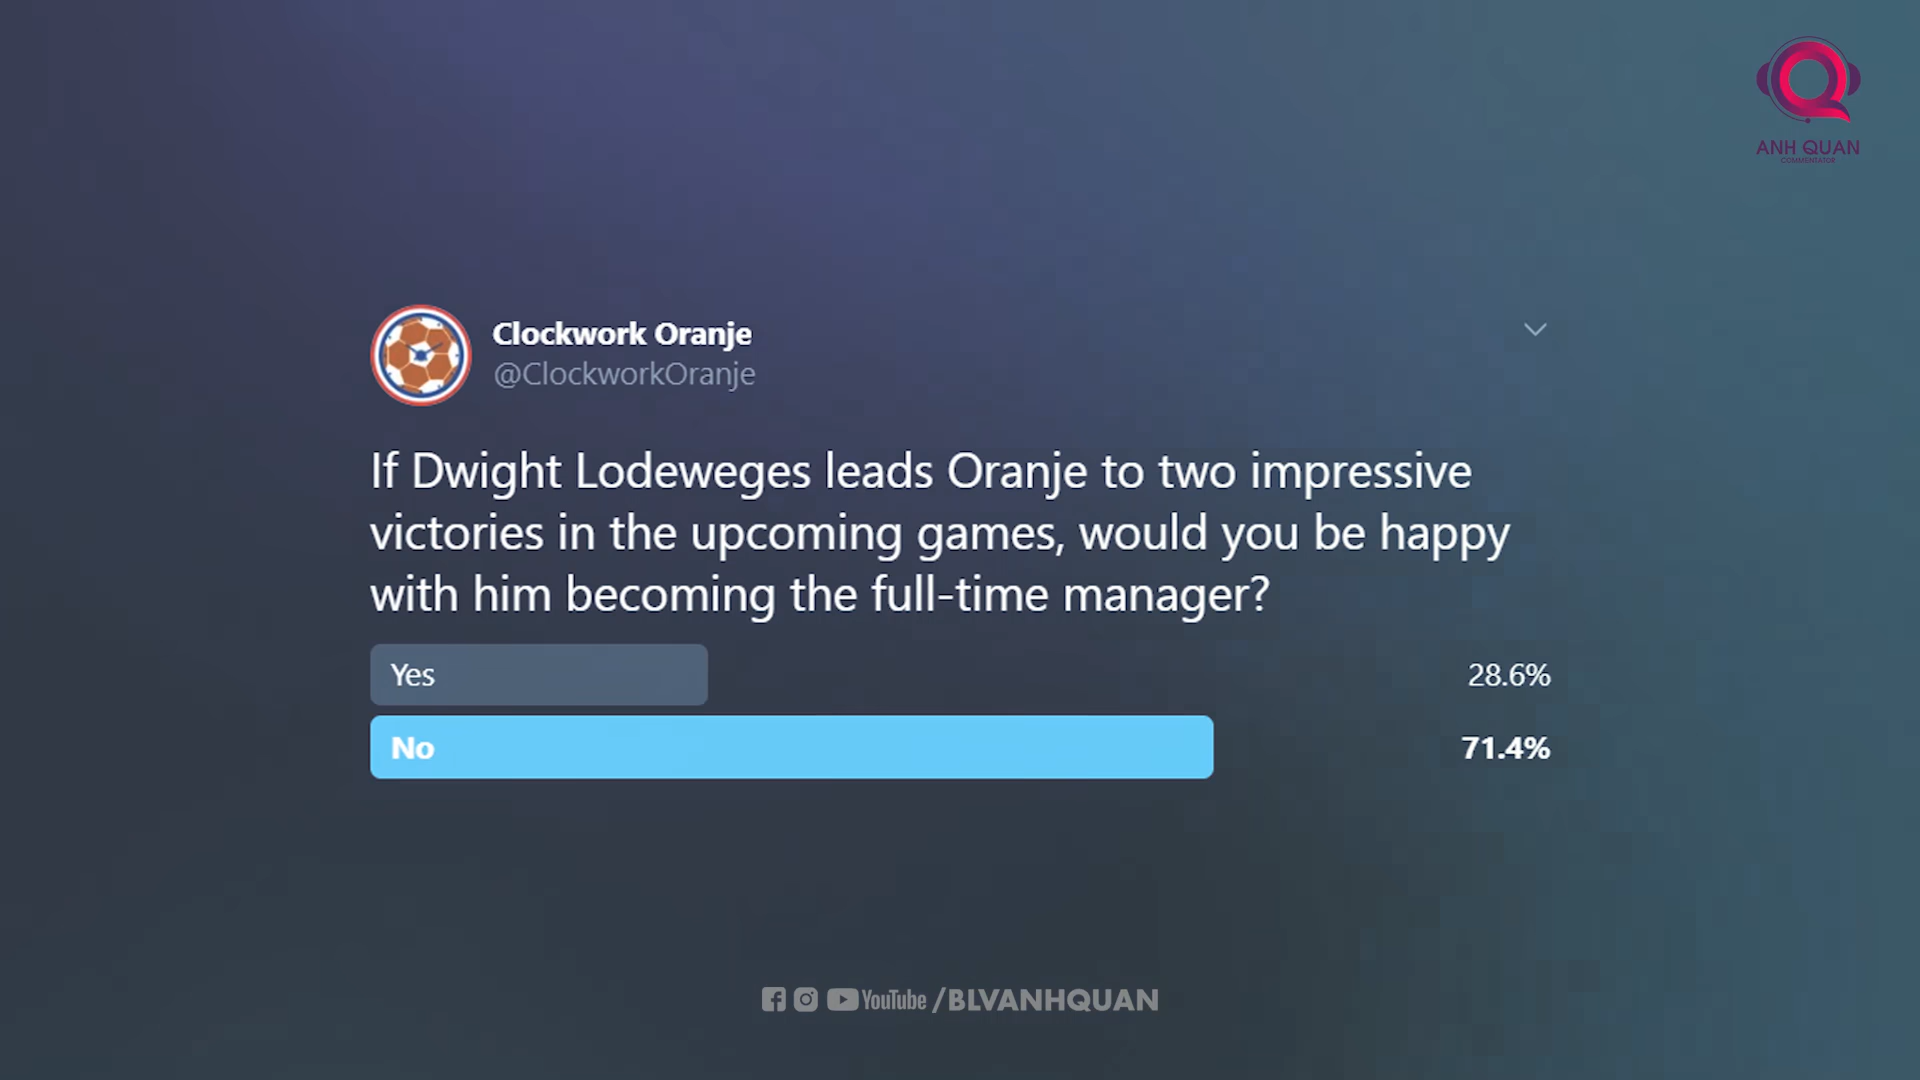 ANH QUAN
COMMENTATOR
Clockwork Oranje
@ClockworkOranje
If Dwight Lodeweges leads Oranje to two impressive
victories in the upcoming games, would you be happy
with him becoming the full-time manager?
Yes 28.6%
No 71.4%
YouTube /BLVANHQUAN